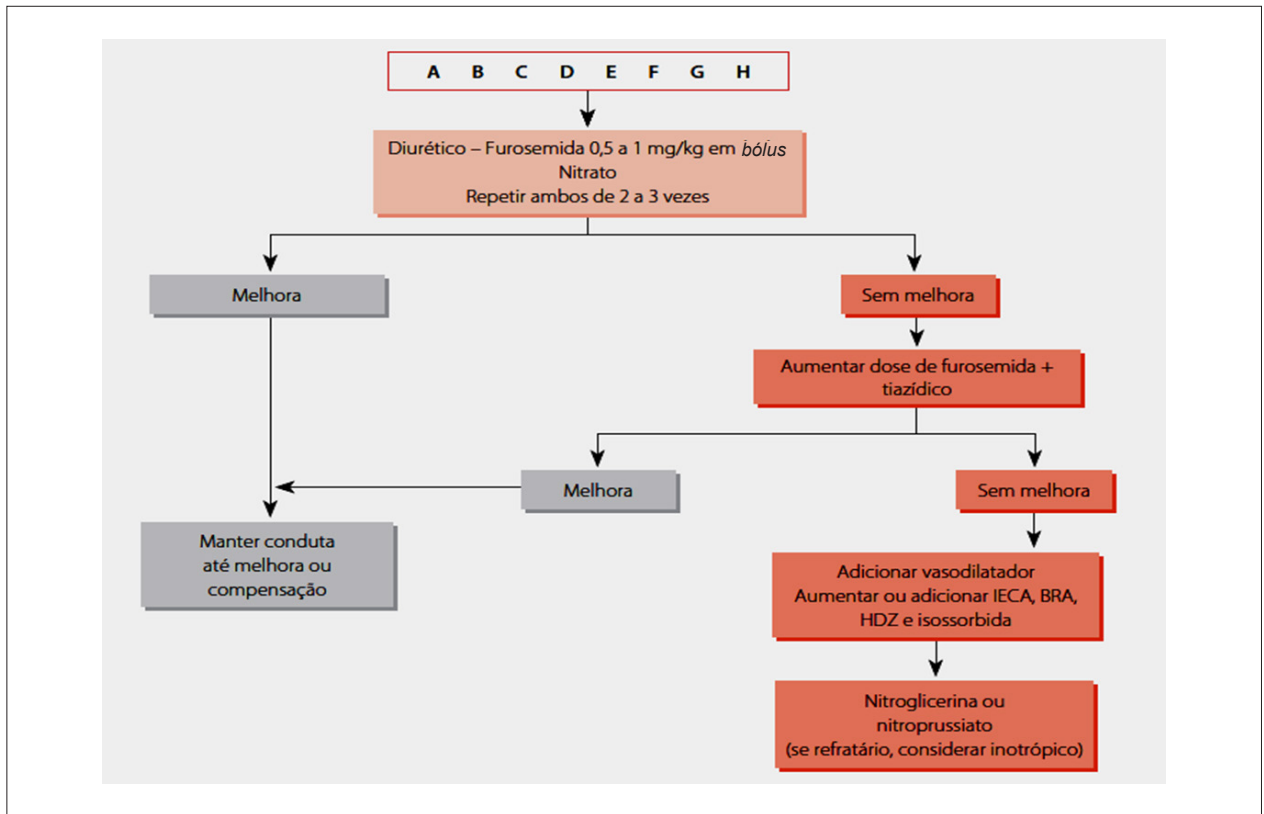 A B C D E F G H
Diurético – Furosemida 0,5 a 1 mg/kg em bólus
Nitrato
Repetir ambos de 2 a 3 vezes
Melhora
Sem melhora
Aumentar dose de furosemida +
tiazídico
Melhora
Sem melhora
Manter conduta
até melhora ou
compensação
Adicionar vasodilatador
Aumentar ou adicionar IECA, BRA,
HDZ e isossorbida
Nitroglicerina ou
nitroprussiato
(se refratário, considerar inotrópico)